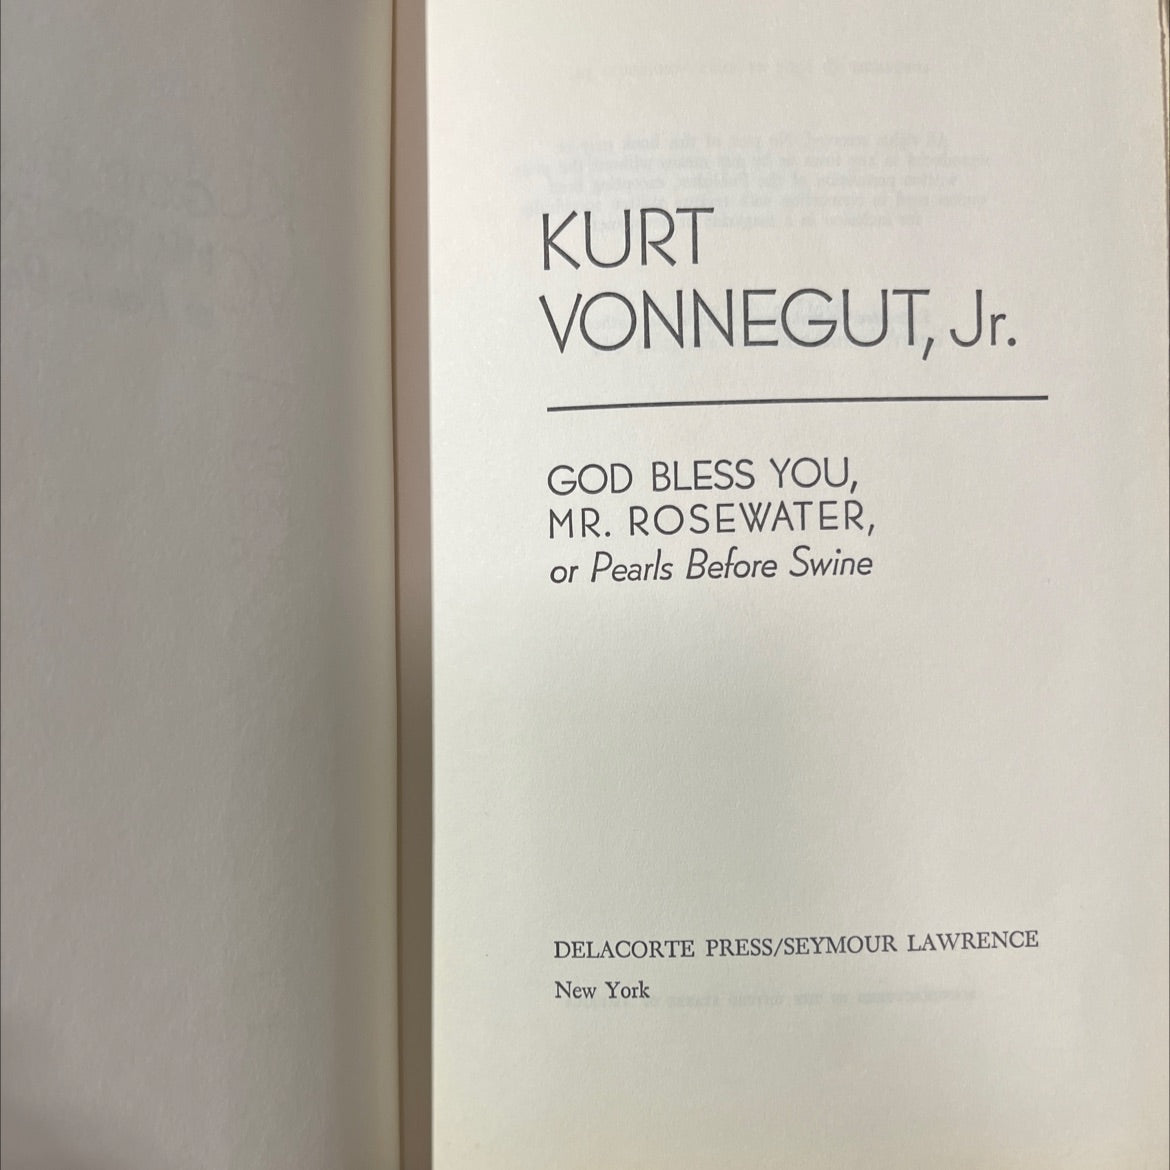 KURT
VONNEGUT, Jr.
GOD BLESS YOU,
MR. ROSEWATER,
or Pearls Before Swine
DELACORTE PRESS/SEYMOUR LAWRENCE
New York